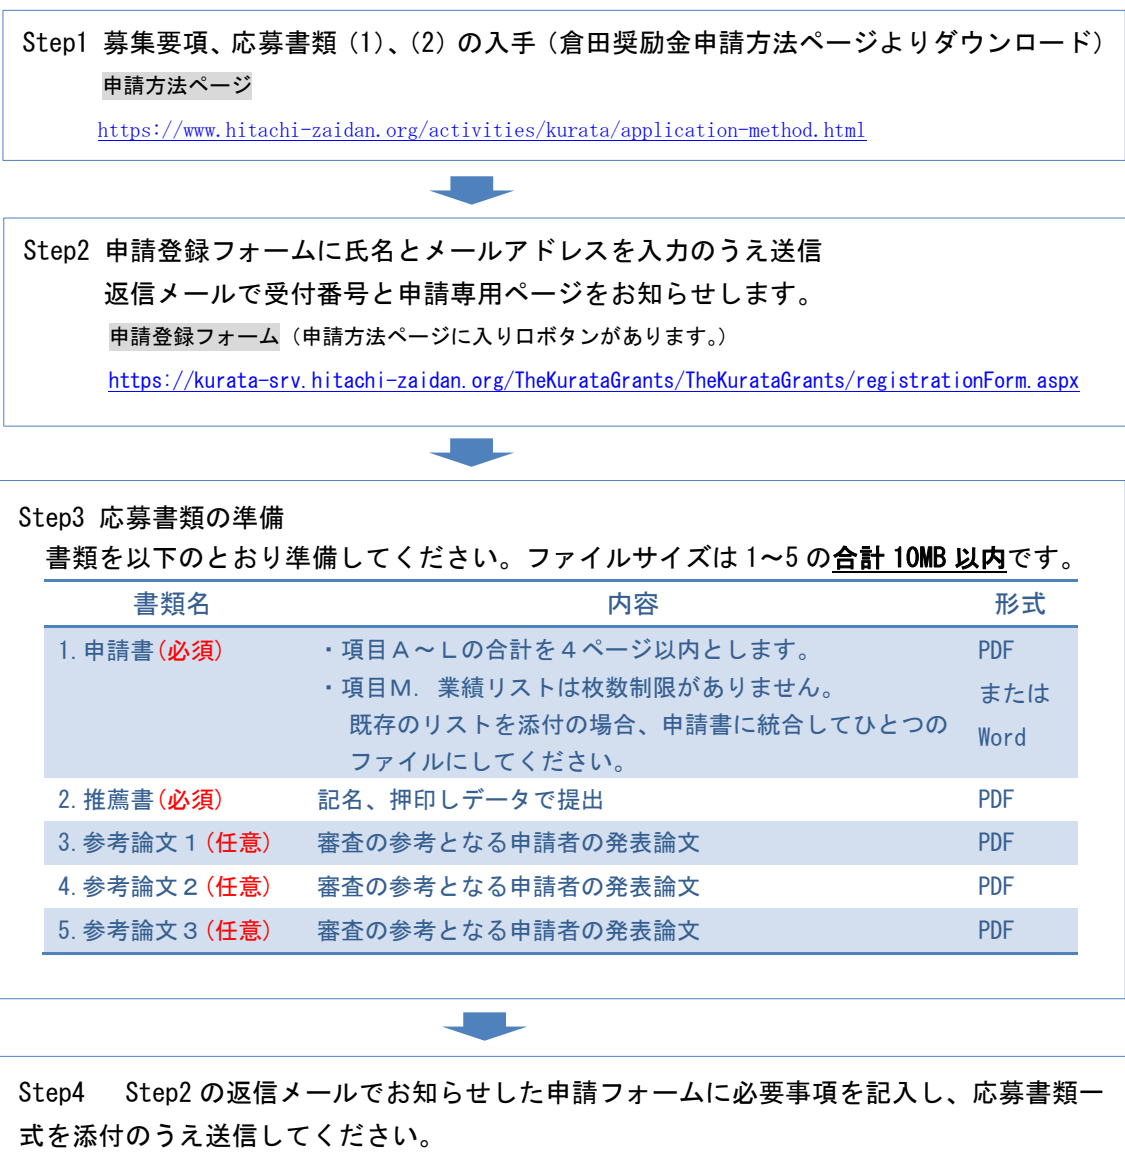 Step1 募集要項、応募書類（1）、（2）の入手（倉田奨励金申請方法ページよりダウンロード）
申請方法ページ
https://www.hitachi-zaidan.org/activities/kurata/application-method.html
Step2 申請登録フォームに氏名とメールアドレスを入力のうえ送信
返信メールで受付番号と申請専用ページをお知らせします。
申請登録フォーム（申請方法ページに入り口ボタンがあります。）
https://kurata-srv.hitachi-zaidan.org/TheKurataGrants/TheKurataGrants/registrationForm.aspx
Step3 応募書類の準備
書類を以下のとおり準備してください。ファイルサイズは 1～5 の合計 10MB 以内です。
書類名 内容 形式
1.申請書(必須) ・項目Ａ～Ｌの合計を４ページ以内とします。 PDF
・項目Ｍ．業績リストは枚数制限がありません。 または
既存のリストを添付の場合、申請書に統合してひとつの Word
ファイルにしてください。
2.推薦書(必須) 記名、押印しデータで提出 PDF
3.参考論文１(任意) 審査の参考となる申請者の発表論文 PDF
4.参考論文２(任意) 審査の参考となる申請者の発表論文 PDF
5.参考論文３(任意) 審査の参考となる申請者の発表論文 PDF
Step4 Step2 の返信メールでお知らせした申請フォームに必要事項を記入し、応募書類一
式を添付のうえ送信してください。